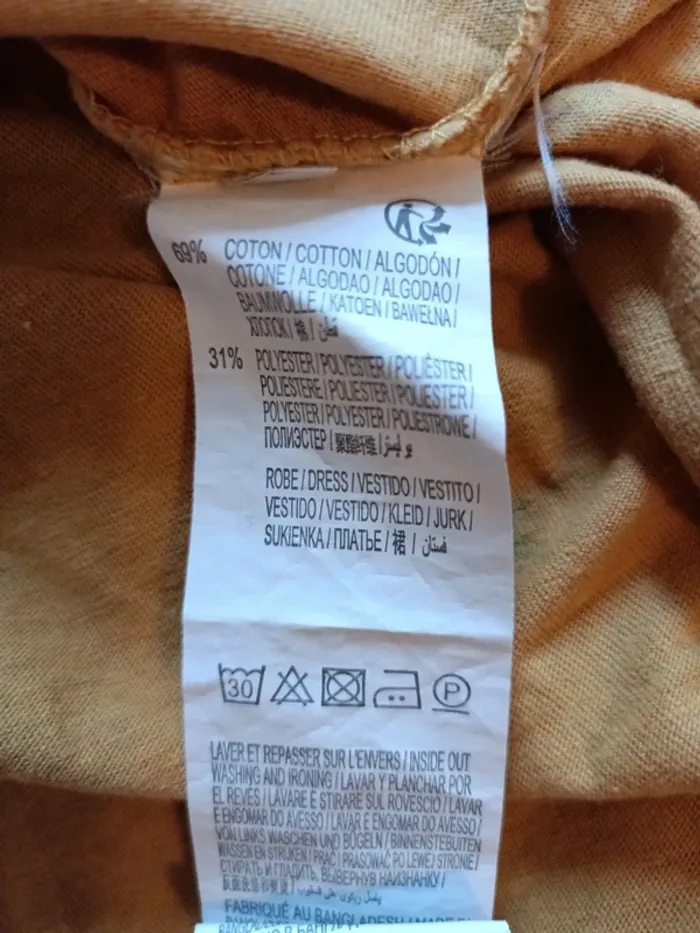 69% COTON / COTTON / ALGODÓN /
COTONE / ALGODAO / ALGODAO /
BAUMWOLLE / KATOEN / BAWEŁNA /
ХЛОПОК / 棉 / قطن
31% POLYESTER / POLYESTER / POLIÉSTER /
POLIESTERE / POLIESTER / POLIESTER /
POLYESTER / POLYESTER / POLIESTROWE /
ПОЛИЭСТЕР / 聚酯纤维 / بوليستر
ROBE / DRESS / VESTIDO / VESTITO /
VESTIDO / VESTIDO / KLEID / JURK /
SUKIENKA / ПЛАТЬЕ / 裙 / فستان
30 P
LAVER ET REPASSER SUR L'ENVERS / INSIDE OUT
WASHING AND IRONING / LAVAR Y PLANCHAR POR
EL REVES / LAVARE E STIRARE SUL ROVESCIO / LAVAR
E ENGOMAR DO AVESSO / LAVAR E ENGOMAR DO AVESSO /
VON LINKS WASCHEN UND BÜGELN / BINNENSTEBUITEN
WASSEN EN STRIJKEN / PRAĆ I PRASOWAĆ PO LEWEJ STRONIE /
СТИРАТЬ И ГЛАДИТЬ, ВЫВЕРНУВ НАИЗНАНКУ /
FABRIQUÉ AU BANGLADESH / MADE